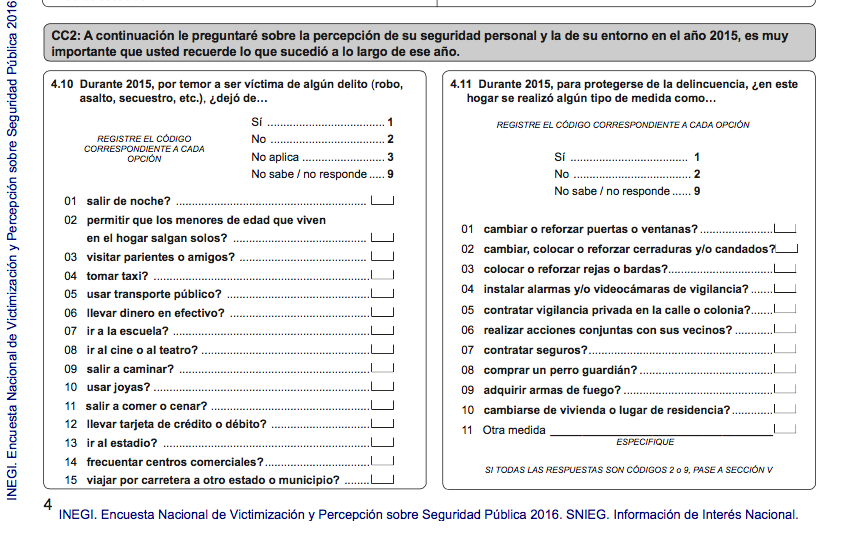 INEGI. Encuesta Nacional de Victimización y Percepción sobre Seguridad Pública 2016
CC2: A continuación le preguntaré sobre la percepción de su seguridad personal y la de su entorno en el año 2015, es muy
importante que usted recuerde lo que sucedió a lo largo de ese año.
4.10 Durante 2015, por temor a ser víctima de algún delito (robo,
asalto, secuestro, etc.), ¿dejó de…
REGISTRE EL CÓDIGO
CORRESPONDIENTE A CADA
OPCIÓN
Sí ................................... 1
No .................................. 2
No aplica ........................ 3
No sabe / no responde ..... 9
01 salir de noche? ........................................................
02 permitir que los menores de edad que viven
en el hogar salgan solos? ........................................
03 visitar parientes o amigos? ........................................
04 tomar taxi? ........................................................
05 usar transporte público? ........................................
06 llevar dinero en efectivo? ........................................
07 ir a la escuela? ........................................................
08 ir al cine o al teatro? ................................................
09 salir a caminar? ........................................................
10 usar joyas? ........................................................
11 salir a comer o cenar? ................................................
12 llevar tarjeta de crédito o débito? ............................
13 ir al estadio? ........................................................
14 frecuentar centros comerciales? ................................
15 viajar por carretera a otro estado o municipio? ........
4.11 Durante 2015, para protegerse de la delincuencia, ¿en este
hogar se realizó algún tipo de medida como…
REGISTRE EL CÓDIGO CORRESPONDIENTE A CADA OPCIÓN
Sí ................................... 1
No .................................. 2
No sabe / no responde ...... 9
01 cambiar o reforzar puertas o ventanas? ......................
02 cambiar, colocar o reforzar cerraduras y/o candados?
03 colocar o reforzar rejas o bardas? ............................
04 instalar alarmas y/o videocámaras de vigilancia? .......
05 contratar vigilancia privada en la calle o colonia? .......
06 realizar acciones conjuntas con sus vecinos? ............
07 contratar seguros? ................................................
08 comprar un perro guardián? ....................................
09 adquirir armas de fuego? ........................................
10 cambiarse de vivienda o lugar de residencia? ............
11 Otra medida ________________________________
ESPECIFIQUE
SI TODAS LAS RESPUESTAS SON CÓDIGOS 2 o 9, PASE A SECCIÓN V
4
INEGI. Encuesta Nacional de Victimización y Percepción sobre Seguridad Pública 2016. SNIEG. Información de Interés Nacional.